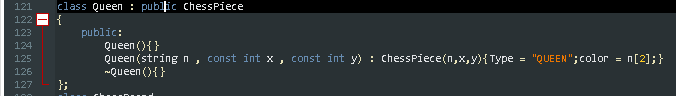 121 class Queen : public ChessPiece
122 {
123 public:
124 Queen(){}
125 Queen(string n , const int x , const int y) : ChessPiece(n,x,y){Type = "QUEEN";color = n[2];}
126 ~Queen(){}
127 };